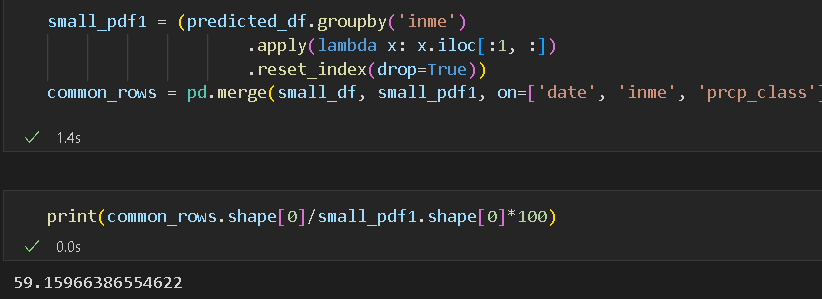 small_pdf1 = (predicted_df.groupby('inme')
.apply(lambda x: x.iloc[:1, :])
.reset_index(drop=True))
common_rows = pd.merge(small_df, small_pdf1, on=['date', 'inme', 'prcp_class']
1.4s
print(common_rows.shape[0]/small_pdf1.shape[0]*100)
0.0s
59.15966386554622